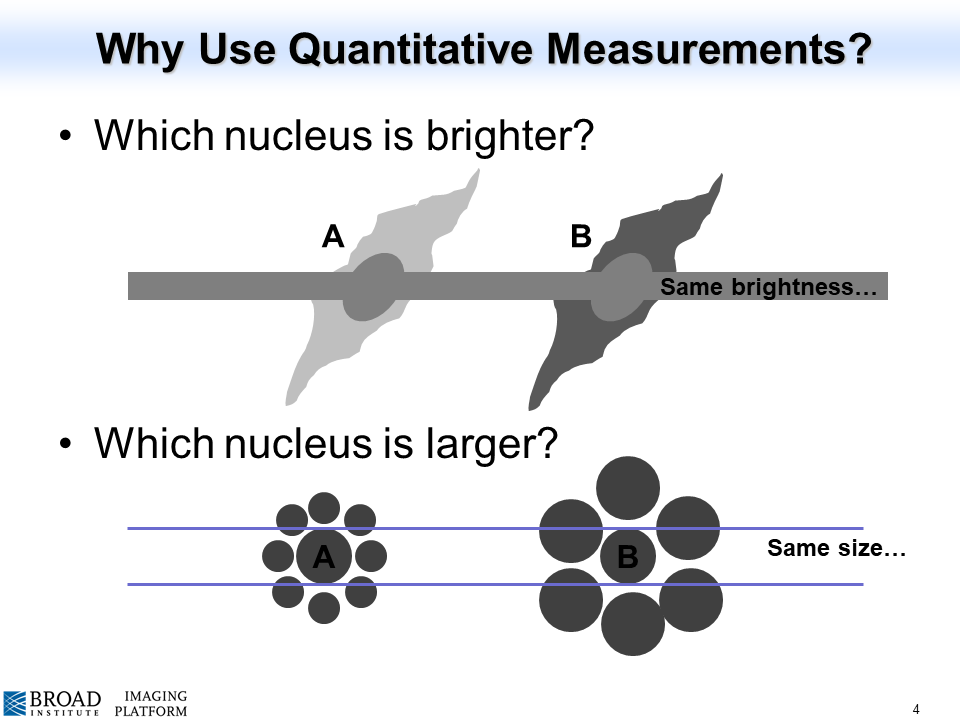 Why Use Quantitative Measurements?
• Which nucleus is brighter?
A
B
Same brightness…
• Which nucleus is larger?
A
B
Same size…
BROAD
INSTITUTE
IMAGING
PLATFORM
4